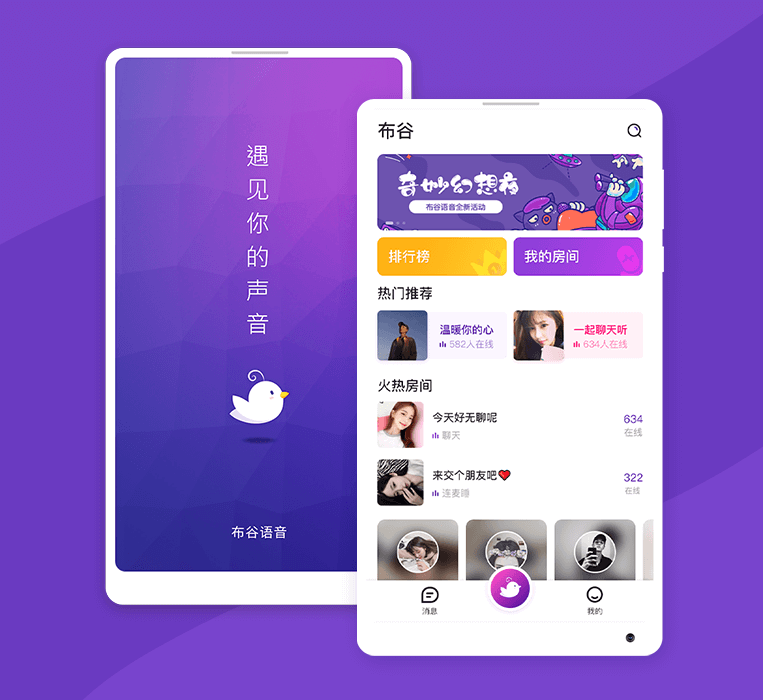 遇见你的声音
布谷语音
布谷
奇妙幻想夜
布谷语音全新活动
排行榜
我的房间
热门推荐
温暖你的心
582人在线
一起聊天听
634人在线
火热房间
今天好无聊呢
634
聊天
在线
来交个朋友吧❤
322
连麦睡
在线
消息
我的